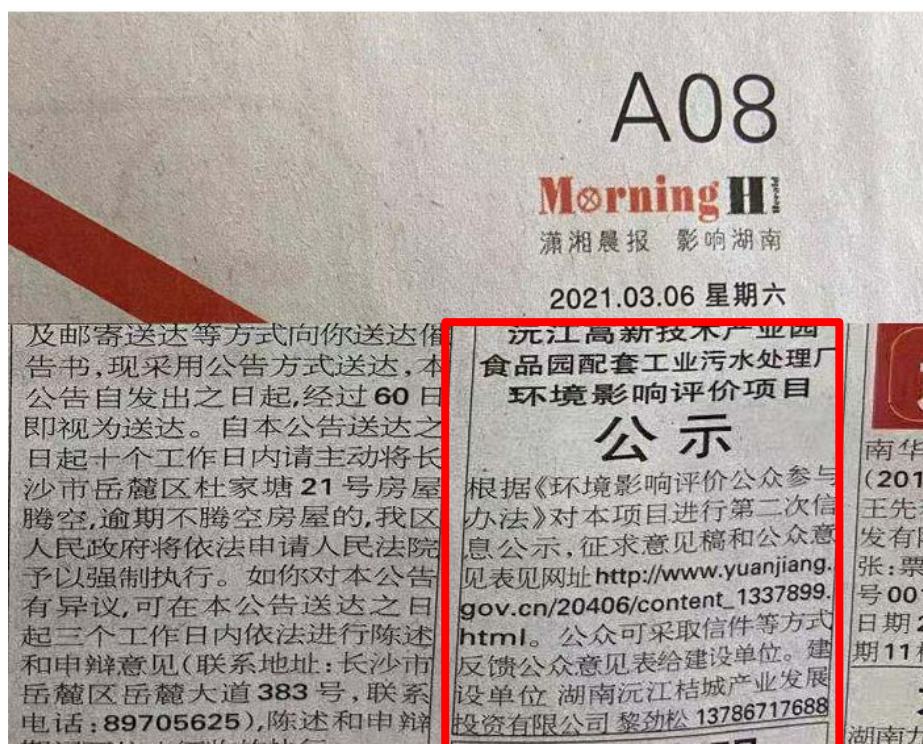 A08
Morning H
潇湘晨报 影响湖南
2021.03.06 星期六
及邮寄送达等方式向你送达催
告书,现采用公告方式送达,本
公告自发出之日起,经过 60 日
即视为送达。自本公告送达之
日起十个工作日内请主动将长
沙市岳麓区杜家塘 21 号房屋
腾空,逾期不腾空房屋的,我区
人民政府将依法申请人民法院
予以强制执行。如你对本公告
有异议,可在本公告送达之日
起三个工作日内依法进行陈述
和申辩意见(联系地址:长沙市
岳麓区岳麓大道 383 号,联系
电话:89705625),陈述和申辩
沅江高新技术产业园
食品园配套工业污水处理厂
环境影响评价项目
公示
根据《环境影响评价公众参与
办法》对本项目进行第二次信
息公示,征求意见稿和公众意
见表见网址http://www.yuanjiang.
gov.cn/20406/content_1337899.
html。公众可采取信件等方式
反馈公众意见表给建设单位。建
设单位 湖南沅江桔城产业发展
投资有限公司 黎劲松 13786717688
南华
(201
王先
发有限
张:票
号00
日期2
期11
湖南